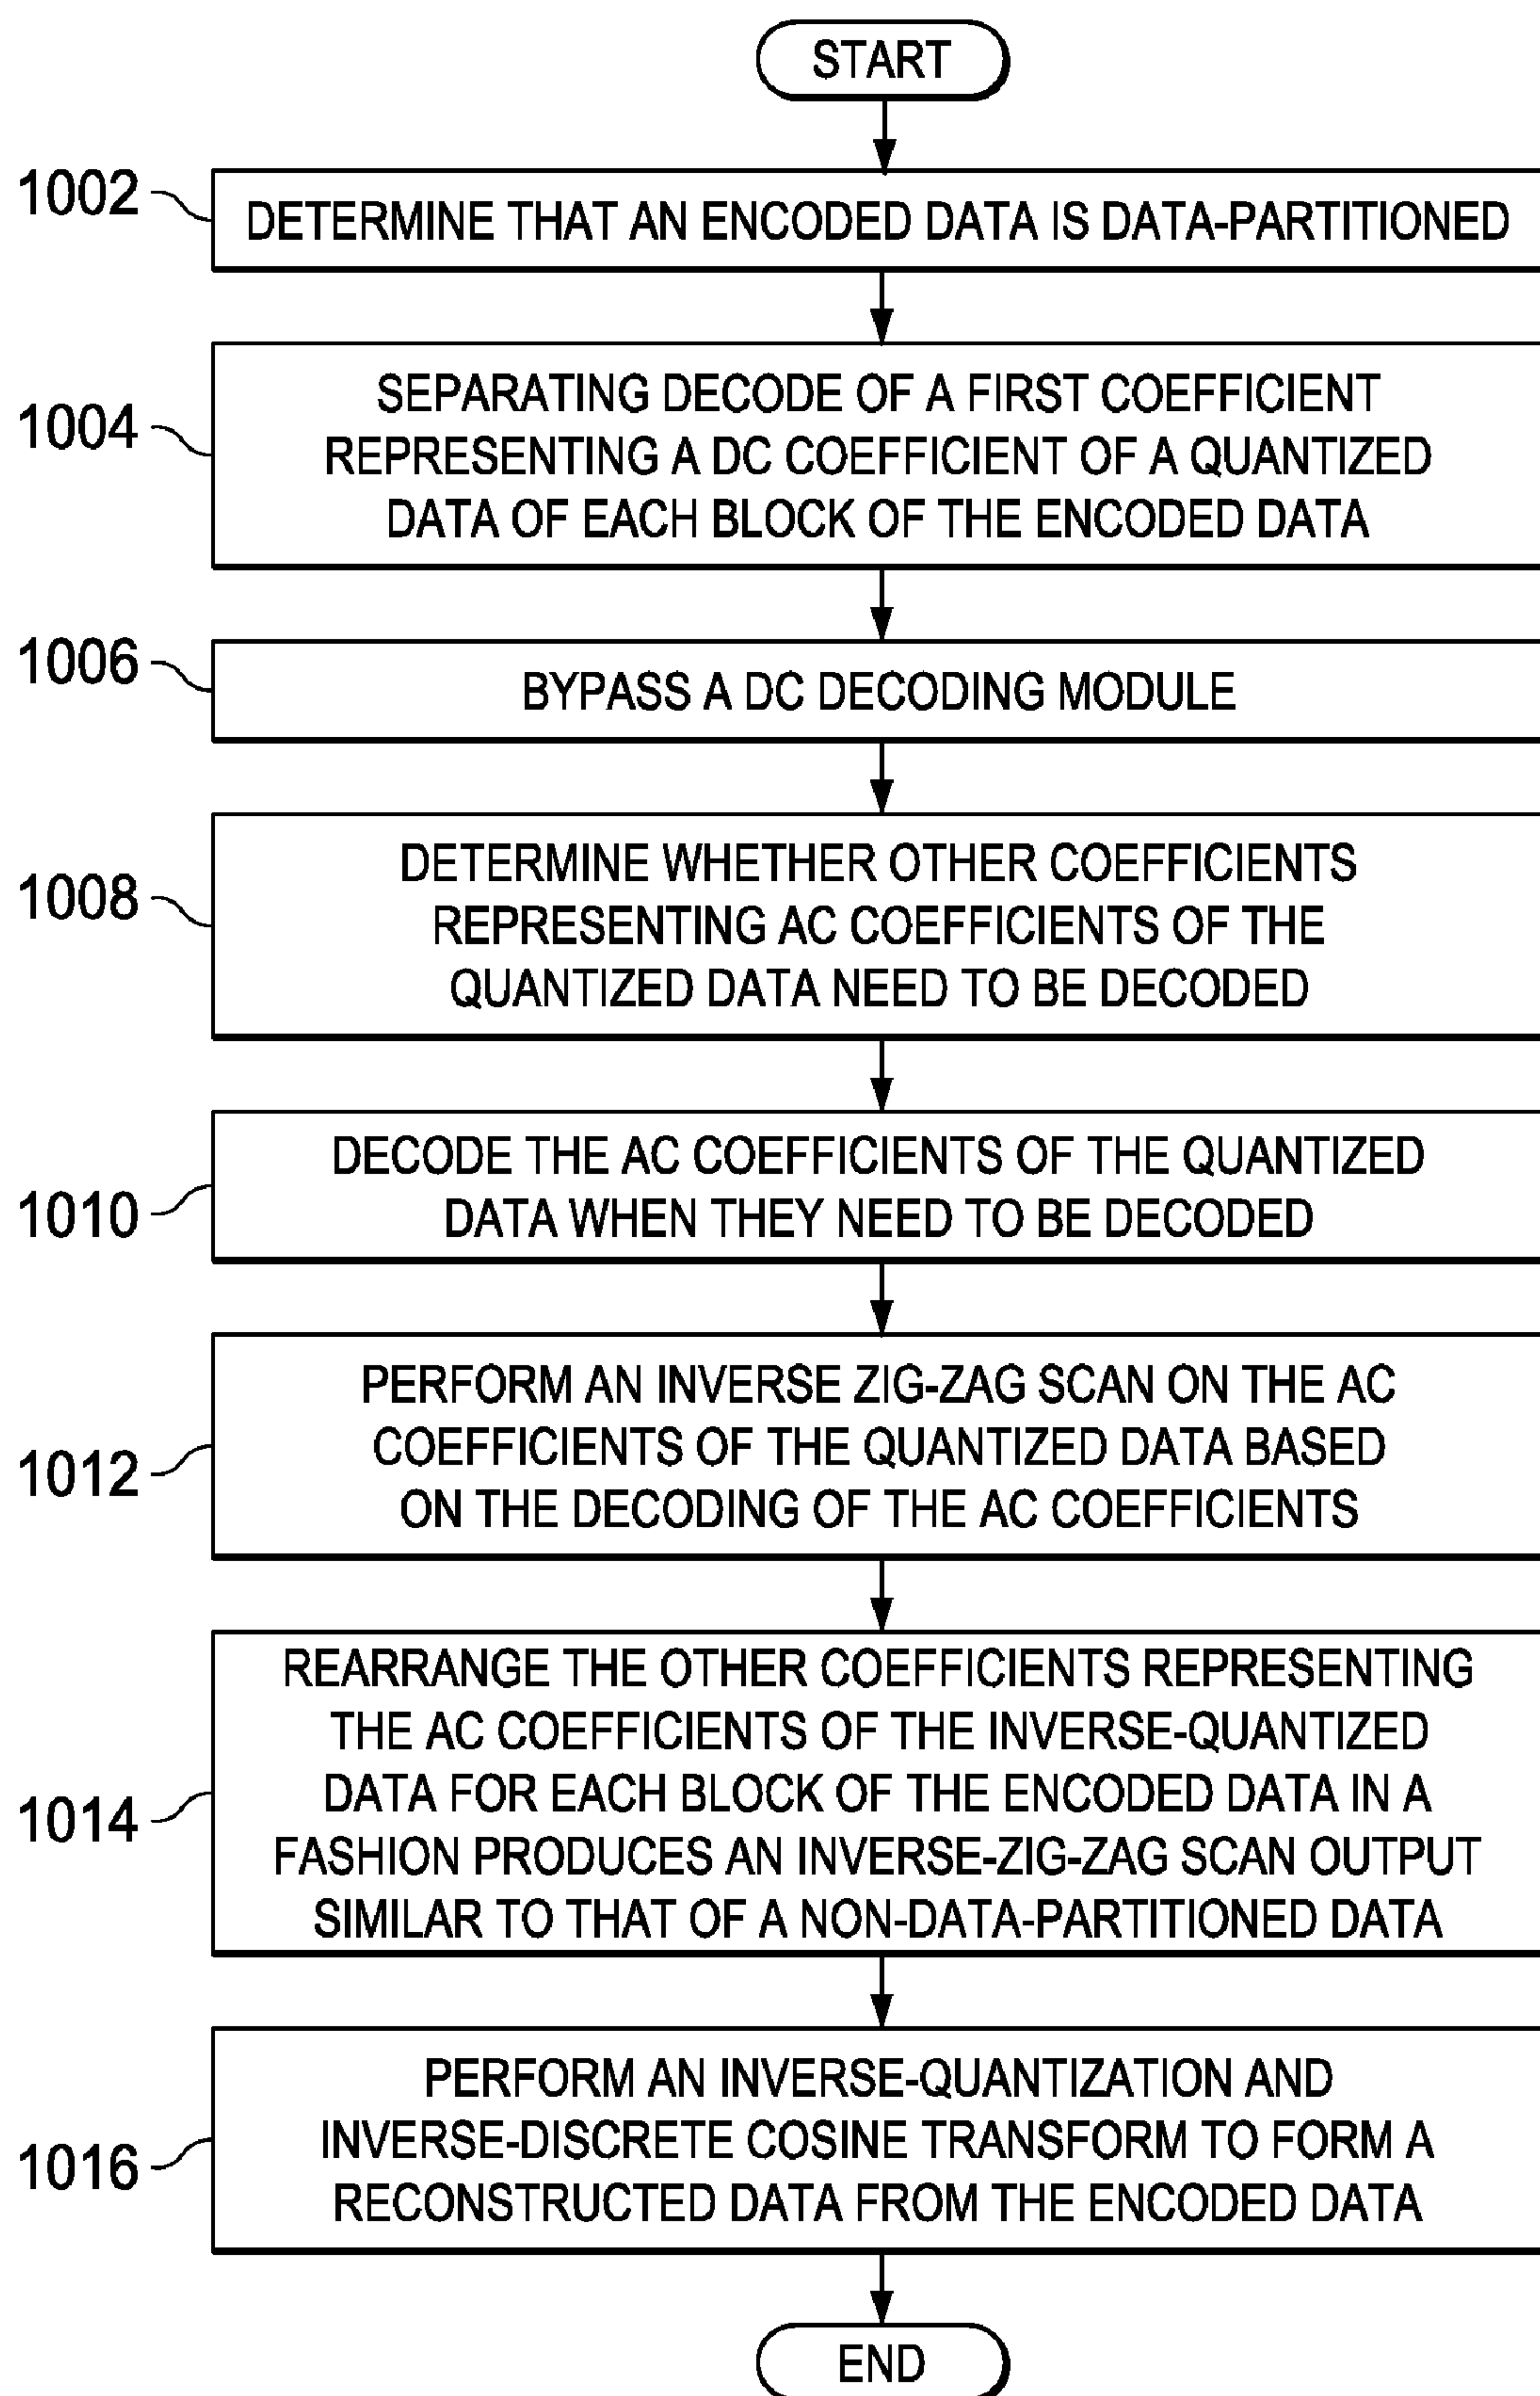 START
1002
DETERMINE THAT AN ENCODED DATA IS DATA-PARTITIONED
1004
SEPARATING DECODE OF A FIRST COEFFICIENT
REPRESENTING A DC COEFFICIENT OF A QUANTIZED
DATA OF EACH BLOCK OF THE ENCODED DATA
1006
BYPASS A DC DECODING MODULE
1008
DETERMINE WHETHER OTHER COEFFICIENTS
REPRESENTING AC COEFFICIENTS OF THE
QUANTIZED DATA NEED TO BE DECODED
1010
DECODE THE AC COEFFICIENTS OF THE QUANTIZED
DATA WHEN THEY NEED TO BE DECODED
1012
PERFORM AN INVERSE ZIG-ZAG SCAN ON THE AC
COEFFICIENTS OF THE QUANTIZED DATA BASED
ON THE DECODING OF THE AC COEFFICIENTS
1014
REARRANGE THE OTHER COEFFICIENTS REPRESENTING
THE AC COEFFICIENTS OF THE INVERSE-QUANTIZED
DATA FOR EACH BLOCK OF THE ENCODED DATA IN A
FASHION PRODUCES AN INVERSE-ZIG-ZAG SCAN OUTPUT
SIMILAR TO THAT OF A NON-DATA-PARTITIONED DATA
1016
PERFORM AN INVERSE-QUANTIZATION AND
INVERSE-DISCRETE COSINE TRANSFORM TO FORM A
RECONSTRUCTED DATA FROM THE ENCODED DATA
END